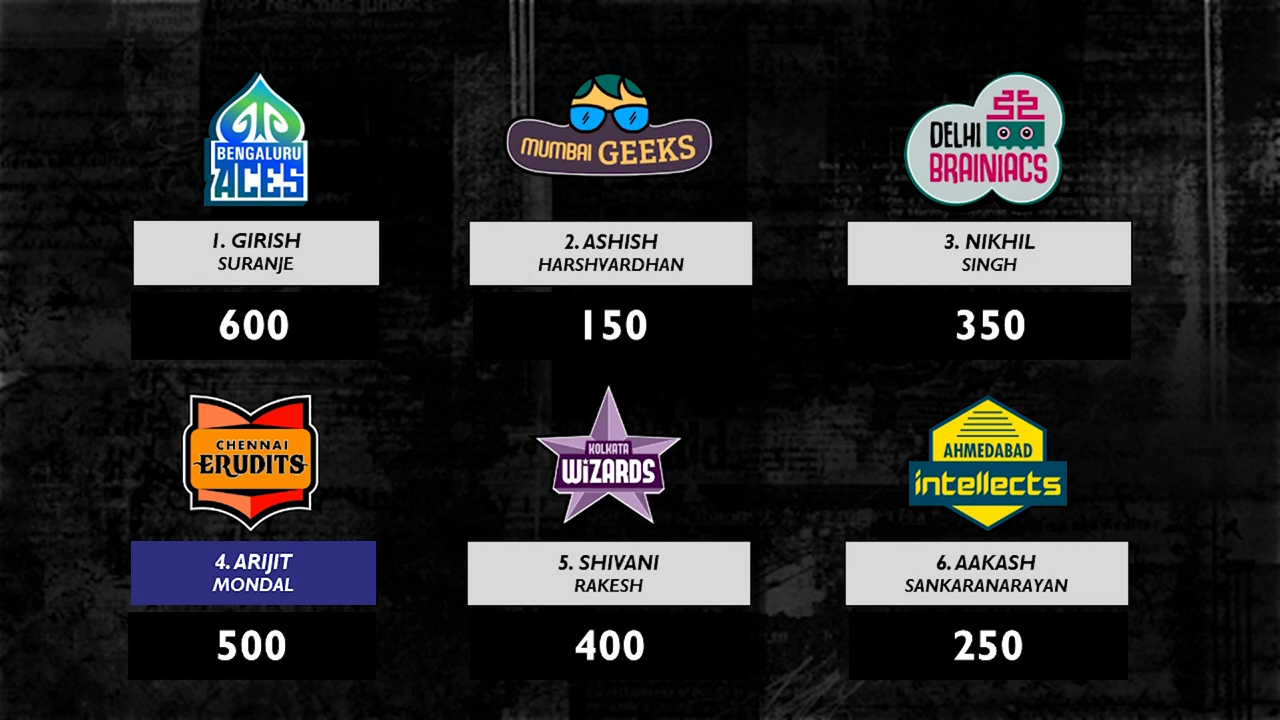 BENGALURU
ACES
MUMBAI GEEKS
DELHI
BRAINIACS
1. GIRISH
SURANJE
2. ASHISH
HARSHVARDHAN
3. NIKHIL
SINGH
600
150
350
CHENNAI
ERUDITS
KOLKATA
WiZARDS
AHMEDABAD
intellects
4. ARIJIT
MONDAL
5. SHIVANI
RAKESH
6. AAKASH
SANKARANARAYAN
500
400
250